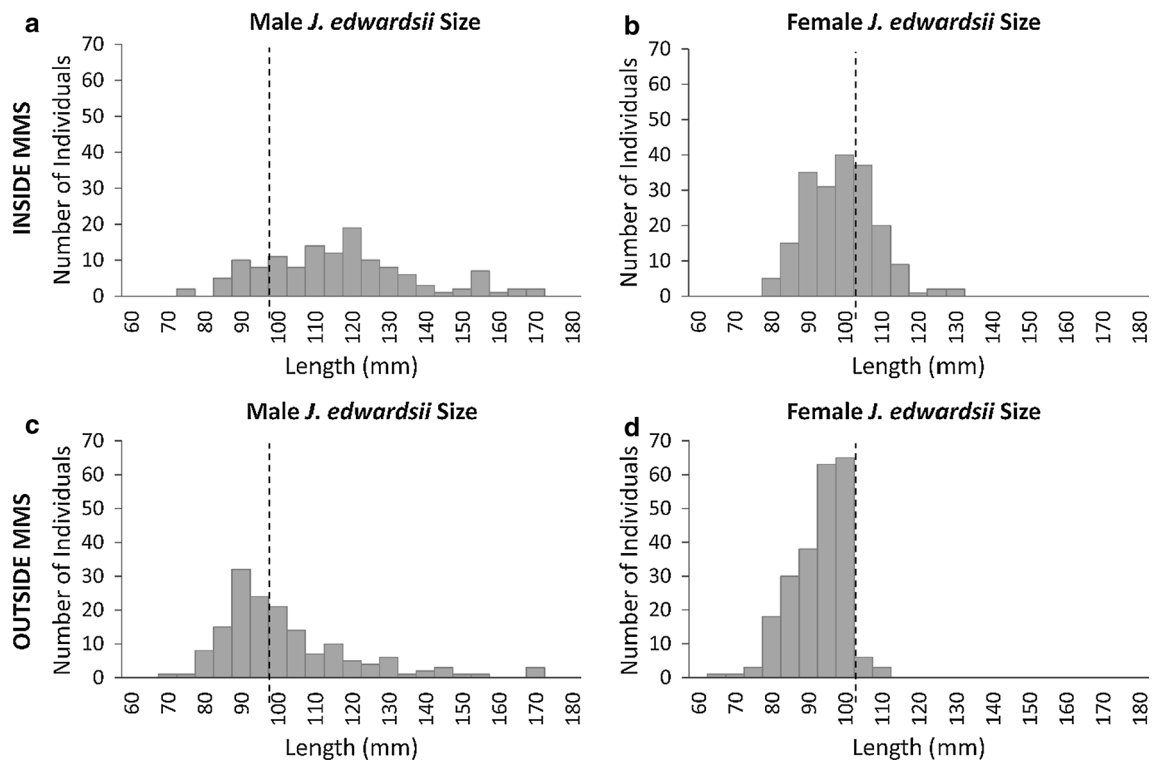 a
Male J. edwardsii Size
b
Female J. edwardsii Size
INSIDE MMS
Number of Individuals
70
60
50
40
30
20
10
0
60 70 80 90 100 110 120 130 140 150 160 170 180
Length (mm)
Number of Individuals
70
60
50
40
30
20
10
0
60 70 80 90 100 110 120 130 140 150 160 170 180
Length (mm)
c
Male J. edwardsii Size
d
Female J. edwardsii Size
OUTSIDE MMS
Number of Individuals
70
60
50
40
30
20
10
0
60 70 80 90 100 110 120 130 140 150 160 170 180
Length (mm)
Number of Individuals
70
60
50
40
30
20
10
0
60 70 80 90 100 110 120 130 140 150 160 170 180
Length (mm)